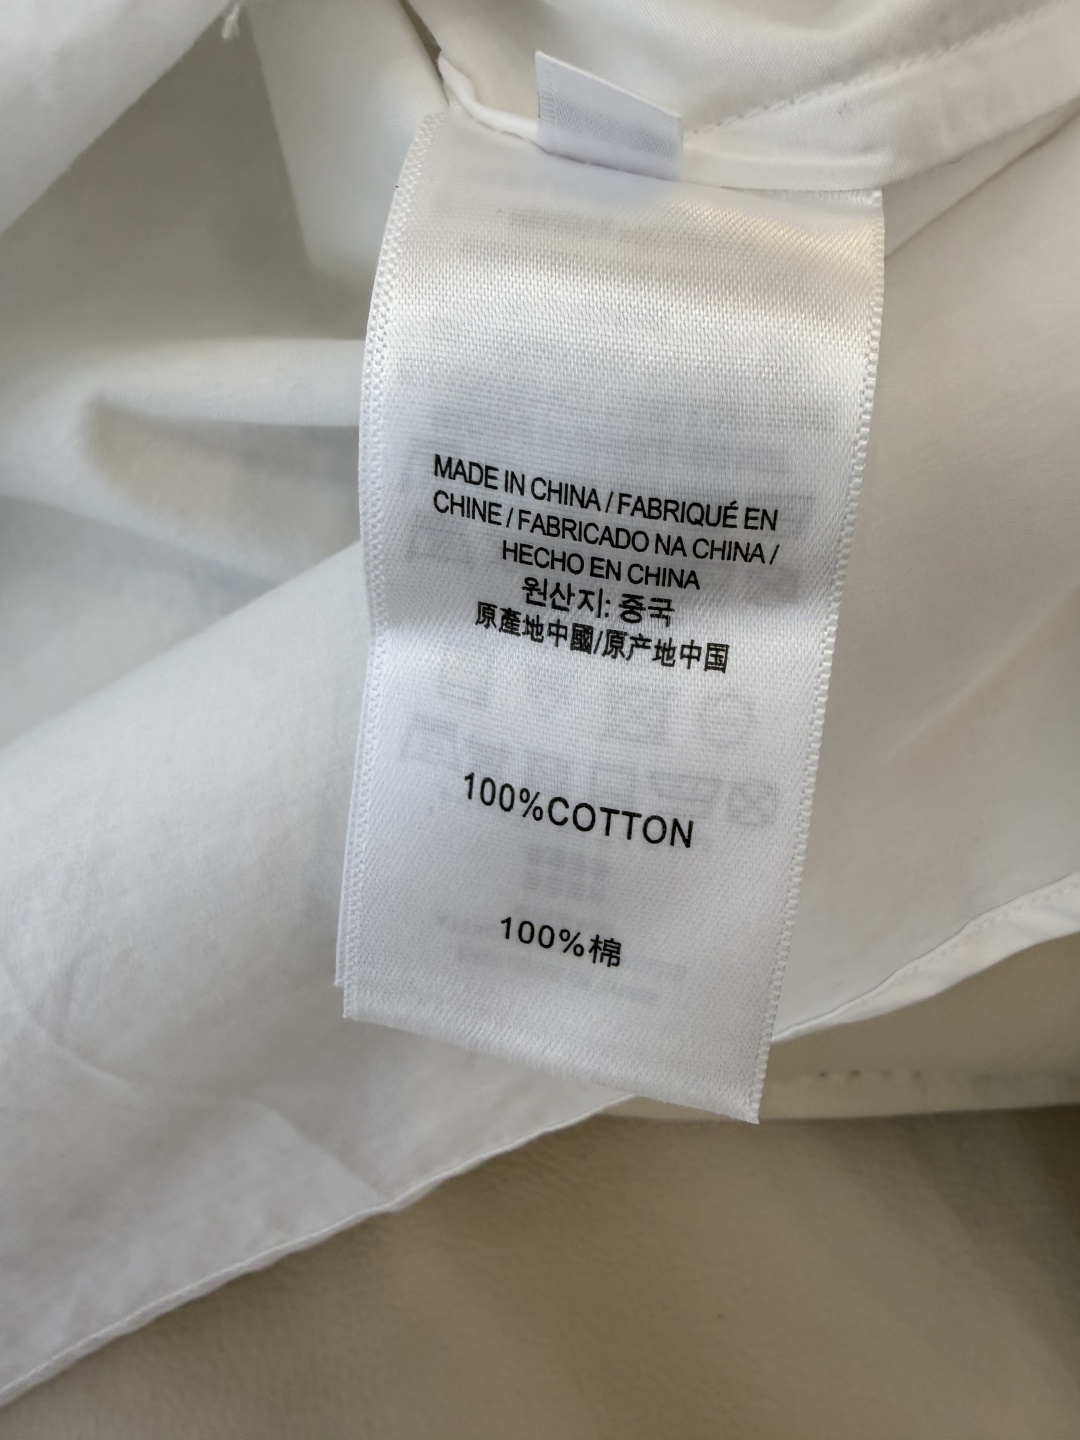 MADE IN CHINA / FABRIQUÉ EN
CHINE / FABRICADO NA CHINA /
HECHO EN CHINA
원산지: 중국
原產地中國/原产地中国
100%COTTON
100%棉